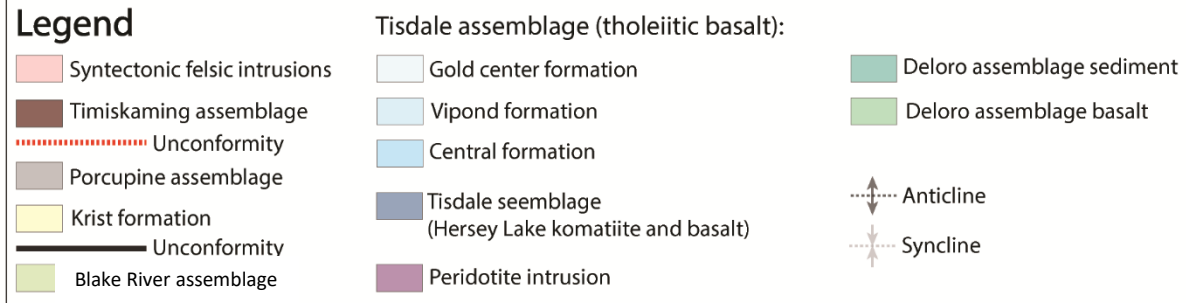 Legend
Syntectonic felsic intrusions
Timiskaming assemblage
Unconformity
Porcupine assemblage
Krist formation
Unconformity
Blake River assemblage
Tisdale assemblage (tholeiitic basalt):
Gold center formation
Vipond formation
Central formation
Tisdale seemblage
(Hersey Lake komatiite and basalt)
Peridotite intrusion
Deloro assemblage sediment
Deloro assemblage basalt
Anticline
Syncline